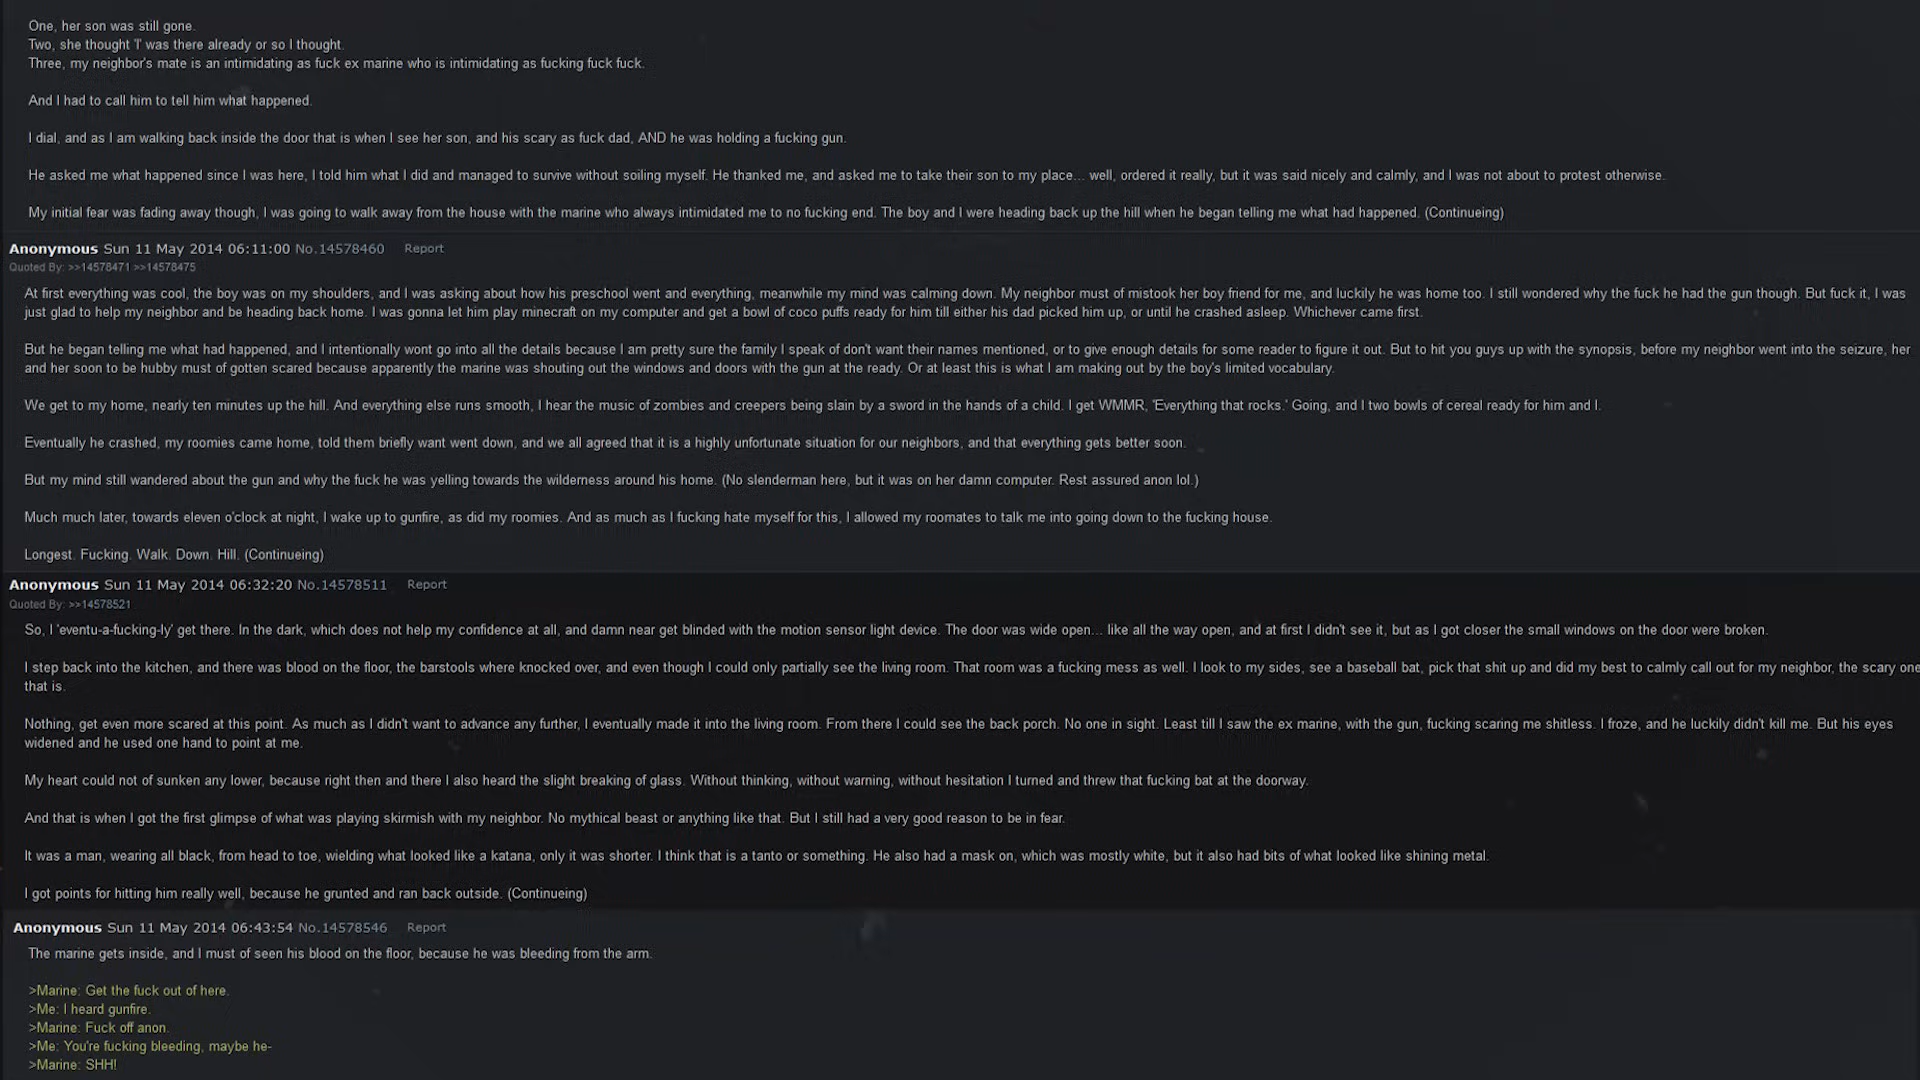 One, her son was still gone.
Two, she thought 'I' was there already or so I thought.
Three, my neighbor's mate is an intimidating as fuck ex marine who is intimidating as fucking fuck fuck.
And I had to call him to tell him what happened.
I dial, and as I am walking back inside the door that is when I see her son, and his scary as fuck dad, AND he was holding a fucking gun.
He asked me what happened since I was here, I told him what I did and managed to survive without soiling myself. He thanked me, and asked me to take their son to my place... well, ordered it really, but it was said nicely and calmly, and I was not about to protest otherwise.
My initial fear was fading away though, I was going to walk away from the house with the marine who always intimidated me to no fucking end. The boy and I were heading back up the hill when he began telling me what had happened. (Continueing)
Anonymous Sun 11 May 2014 06:11:00 No.14578460 Report
Quoted By: >>14578471 >>14578475
At first everything was cool, the boy was on my shoulders, and I was asking about how his preschool went and everything, meanwhile my mind was calming down. My neighbor must of mistook her boy friend for me, and luckily he was home too. I still wondered why the fuck he had the gun though. But fuck it, I was
just glad to help my neighbor and be heading back home. I was gonna let him play minecraft on my computer and get a bowl of coco puffs ready for him till either his dad picked him up, or until he crashed asleep. Whichever came first.
But he began telling me what had happened, and I intentionally wont go into all the details because I am pretty sure the family I speak of don't want their names mentioned, or to give enough details for some reader to figure it out. But to hit you guys up with the synopsis, before my neighbor went into the seizure, her
and her soon to be hubby must of gotten scared because apparently the marine was shouting out the windows and doors with the gun at the ready. Or at least this is what I am making out by the boy's limited vocabulary.
We get to my home, nearly ten minutes up the hill. And everything else runs smooth, I hear the music of zombies and creepers being slain by a sword in the hands of a child. I get WMMR, 'Everything that rocks.' Going, and I two bowls of cereal ready for him and I.
Eventually he crashed, my roomies came home, told them briefly want went down, and we all agreed that it is a highly unfortunate situation for our neighbors, and that everything gets better soon.
But my mind still wandered about the gun and why the fuck he was yelling towards the wilderness around his home. (No slenderman here, but it was on her damn computer. Rest assured anon lol.)
Much much later, towards eleven o'clock at night, I wake up to gunfire, as did my roomies. And as much as I fucking hate myself for this, I allowed my roomates to talk me into going down to the fucking house.
Longest. Fucking. Walk. Down. Hill. (Continueing)
Anonymous Sun 11 May 2014 06:32:20 No.14578511 Report
Quoted By: >>14578521
So, I 'eventu-a-fucking-ly' get there. In the dark, which does not help my confidence at all, and damn near get blinded with the motion sensor light device. The door was wide open... like all the way open, and at first I didn't see it, but as I got closer the small windows on the door were broken.
I step back into the kitchen, and there was blood on the floor, the barstools where knocked over, and even though I could only partially see the living room. That room was a fucking mess as well. I look to my sides, see a baseball bat, pick that shit up and did my best to calmly call out for my neighbor, the scary one
that is.
Nothing, get even more scared at this point. As much as I didn't want to advance any further, I eventually made it into the living room. From there I could see the back porch. No one in sight. Least till I saw the ex marine, with the gun, fucking scaring me shitless. I froze, and he luckily didn't kill me. But his eyes
widened and he used one hand to point at me.
My heart could not of sunken any lower, because right then and there I also heard the slight breaking of glass. Without thinking, without warning, without hesitation I turned and threw that fucking bat at the doorway.
And that is when I got the first glimpse of what was playing skirmish with my neighbor. No mythical beast or anything like that. But I still had a very good reason to be in fear.
It was a man, wearing all black, from head to toe, wielding what looked like a katana, only it was shorter. I think that is a tanto or something. He also had a mask on, which was mostly white, but it also had bits of what looked like shining metal.
I got points for hitting him really well, because he grunted and ran back outside. (Continueing)
Anonymous Sun 11 May 2014 06:43:54 No.14578546 Report
The marine gets inside, and I must of seen his blood on the floor, because he was bleeding from the arm.
>Marine: Get the fuck out of here.
>Me: I heard gunfire.
>Marine: Fuck off anon.
>Me: You're fucking bleeding, maybe he-
>Marine: SHH!